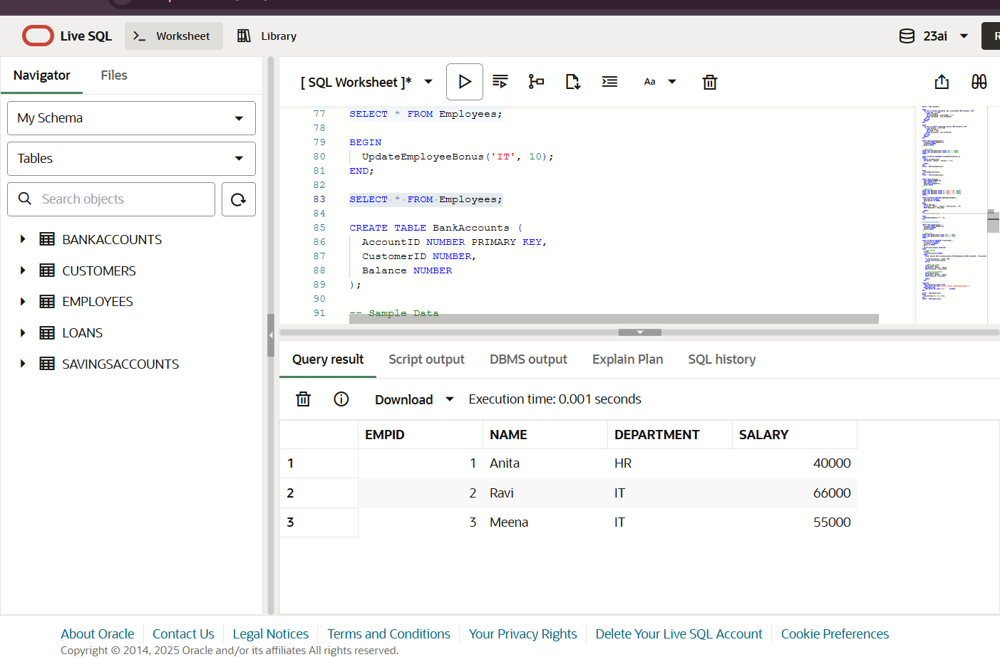 Live SQL
Worksheet
Library
23ai
Navigator
Files
[ SQL Worksheet ]*
Aa
My Schema
Tables
Search objects
BANKACCOUNTS
CUSTOMERS
EMPLOYEES
LOANS
SAVINGSACCOUNTS
77 SELECT * FROM Employees;
78
79 BEGIN
80 UpdateEmployeeBonus('IT', 10);
81 END;
82
83 SELECT * FROM Employees;
84
85 CREATE TABLE BankAccounts (
86 AccountID NUMBER PRIMARY KEY,
87 CustomerID NUMBER,
88 Balance NUMBER
89 );
90
91 -- Sample Data
Query result
Script output
DBMS output
Explain Plan
SQL history
Download
Execution time: 0.001 seconds
EMPID NAME DEPARTMENT SALARY
1 1 Anita HR 40000
2 2 Ravi IT 66000
3 3 Meena IT 55000
About Oracle Contact Us Legal Notices Terms and Conditions Your Privacy Rights Delete Your Live SQL Account Cookie Preferences
Copyright © 2014, 2025 Oracle and/or its affiliates All rights reserved.